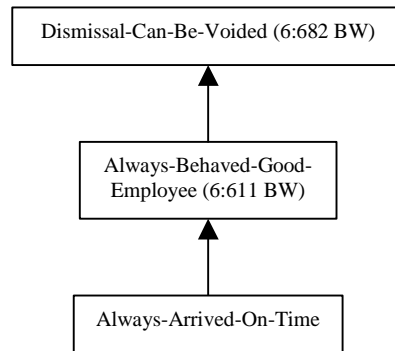 Dismissal-Can-Be-Voided (6:682 BW)
Always-Behaved-Good-
Employee (6:611 BW)
Always-Arrived-On-Time